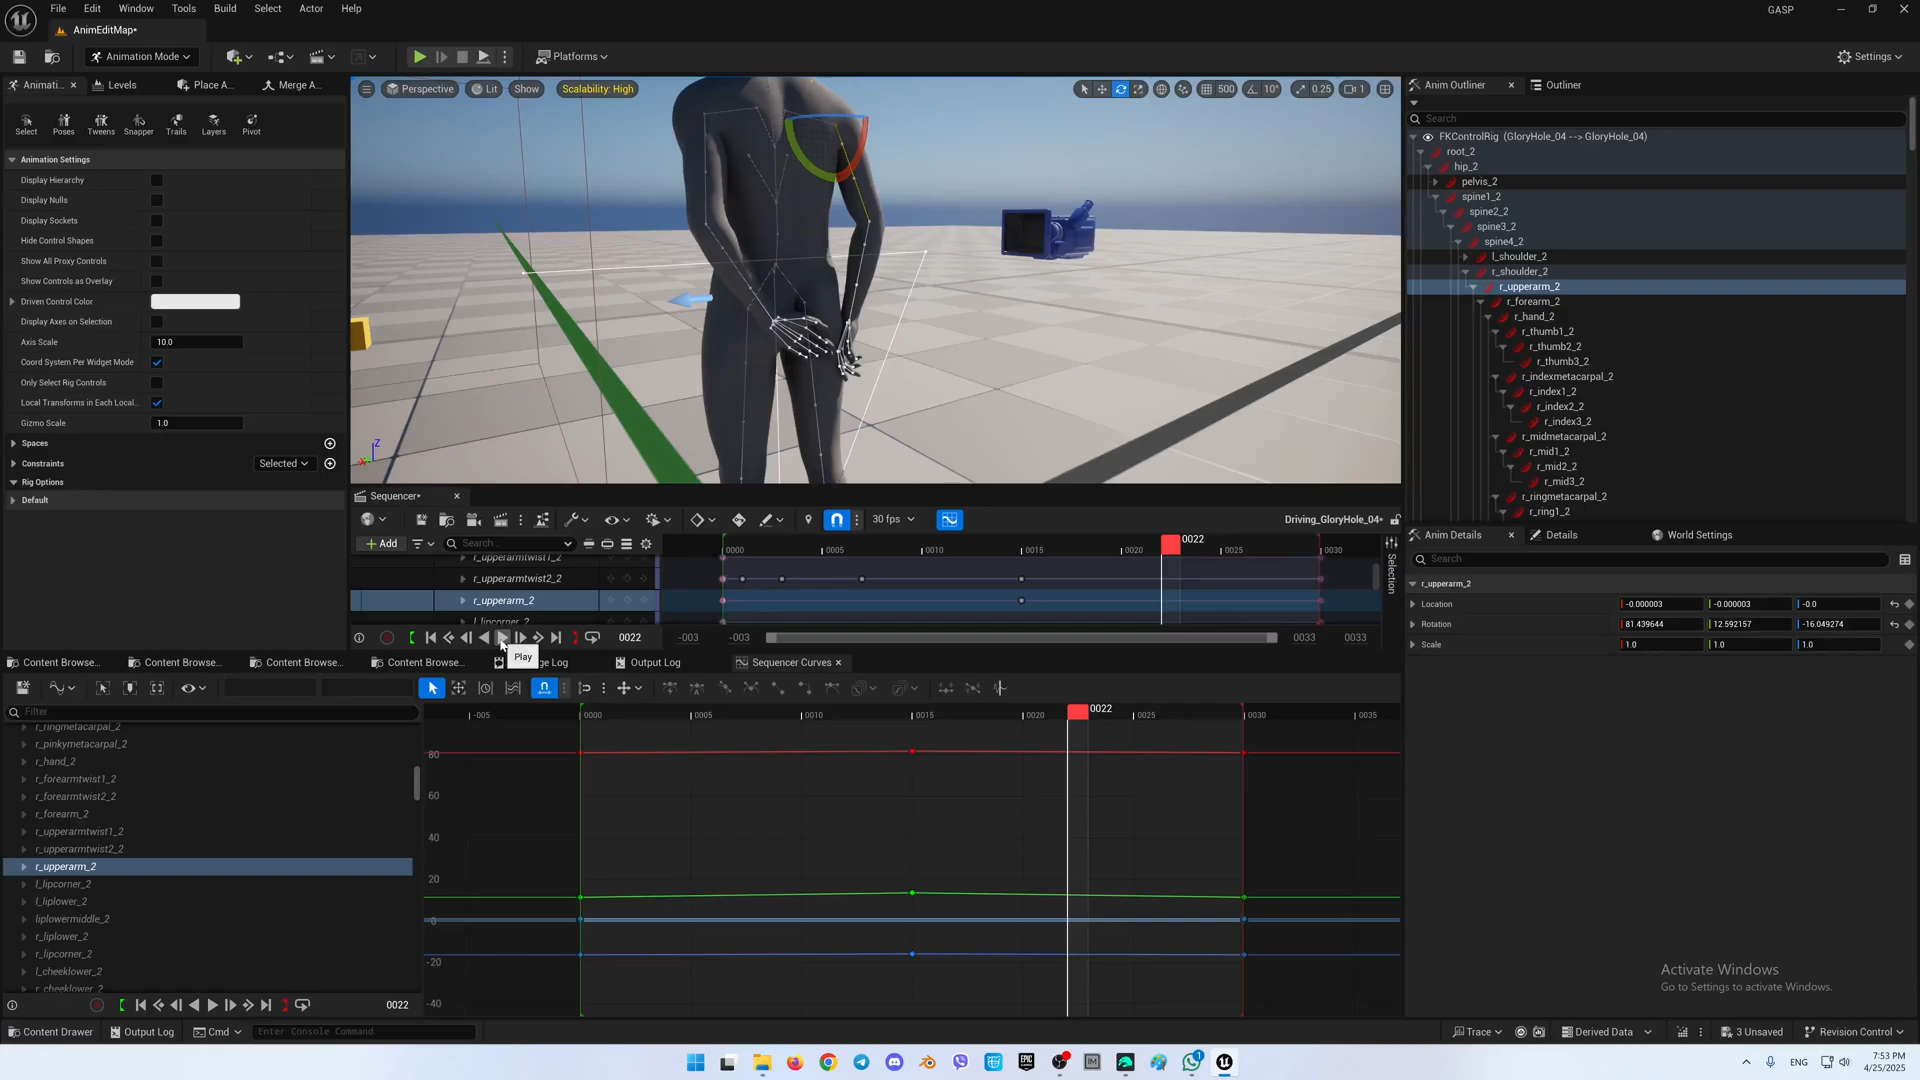 File Edit Window Tools Build Select Actor Help
GASP
AnimEditMap*
Animation Mode
Platforms
Settings
Animati...
Levels
Place A...
Merge A...
Select
Poses
Tweens
Snapper
Trails
Layers
Pivot
Animation Settings
Display Hierarchy
Display Nulls
Display Sockets
Hide Control Shapes
Show All Proxy Controls
Show Controls as Overlay
Driven Control Color
Display Axes on Selection
Axis Scale 10.0
Coord System Per Widget Mode
Only Select Rig Controls
Local Transforms in Each Local...
Gizmo Scale 1.0
Spaces
Constraints Selected
Rig Options
Default
Perspective
Lit
Show
Scalability: High
500
10°
0.25
1
Z
X
Sequencer*
30 fps
Driving_GloryHole_04*
Add
Search...
0000 0005 0010 0015 0020 0022 0025 0030
r_upperarmtwist1_2
r_upperarmtwist2_2
r_upperarm_2
l_lipcorner_2
Selection
0022
-003 -003 0033 0033
Play
Content Browse...
Content Browse...
Content Browse...
Content Browse...
ge Log
Output Log
Sequencer Curves
Filter
r_ringmetacarpal_2
r_pinkymetacarpal_2
r_hand_2
r_forearmtwist1_2
r_forearmtwist2_2
r_forearm_2
r_upperarmtwist1_2
r_upperarmtwist2_2
r_upperarm_2
l_lipcorner_2
l_liplower_2
liplowermiddle_2
r_liplower_2
r_lipcorner_2
l_cheeklower_2
r_cheeklower_2
0022
-005 0000 0005 0010 0015 0020 0022 0025 0030 0035
80
60
40
20
0
-20
-40
Anim Outliner
Outliner
Search
FKControlRig (GloryHole_04 --> GloryHole_04)
root_2
hip_2
pelvis_2
spine1_2
spine2_2
spine3_2
spine4_2
l_shoulder_2
r_shoulder_2
r_upperarm_2
r_forearm_2
r_hand_2
r_thumb1_2
r_thumb2_2
r_thumb3_2
r_indexmetacarpal_2
r_index1_2
r_index2_2
r_index3_2
r_midmetacarpal_2
r_mid1_2
r_mid2_2
r_mid3_2
r_ringmetacarpal_2
r_ring1_2
Anim Details
Details
World Settings
Search
r_upperarm_2
Location -0.000003 -0.000003 -0.0
Rotation 81.439644 12.592157 -16.049274
Scale 1.0 1.0 1.0
Activate Windows
Go to Settings to activate Windows.
Content Drawer
Output Log
Cmd
Enter Console Command
Trace
Derived Data
3 Unsaved
Revision Control
EPIC
1
ENG
7:53 PM
4/25/2025